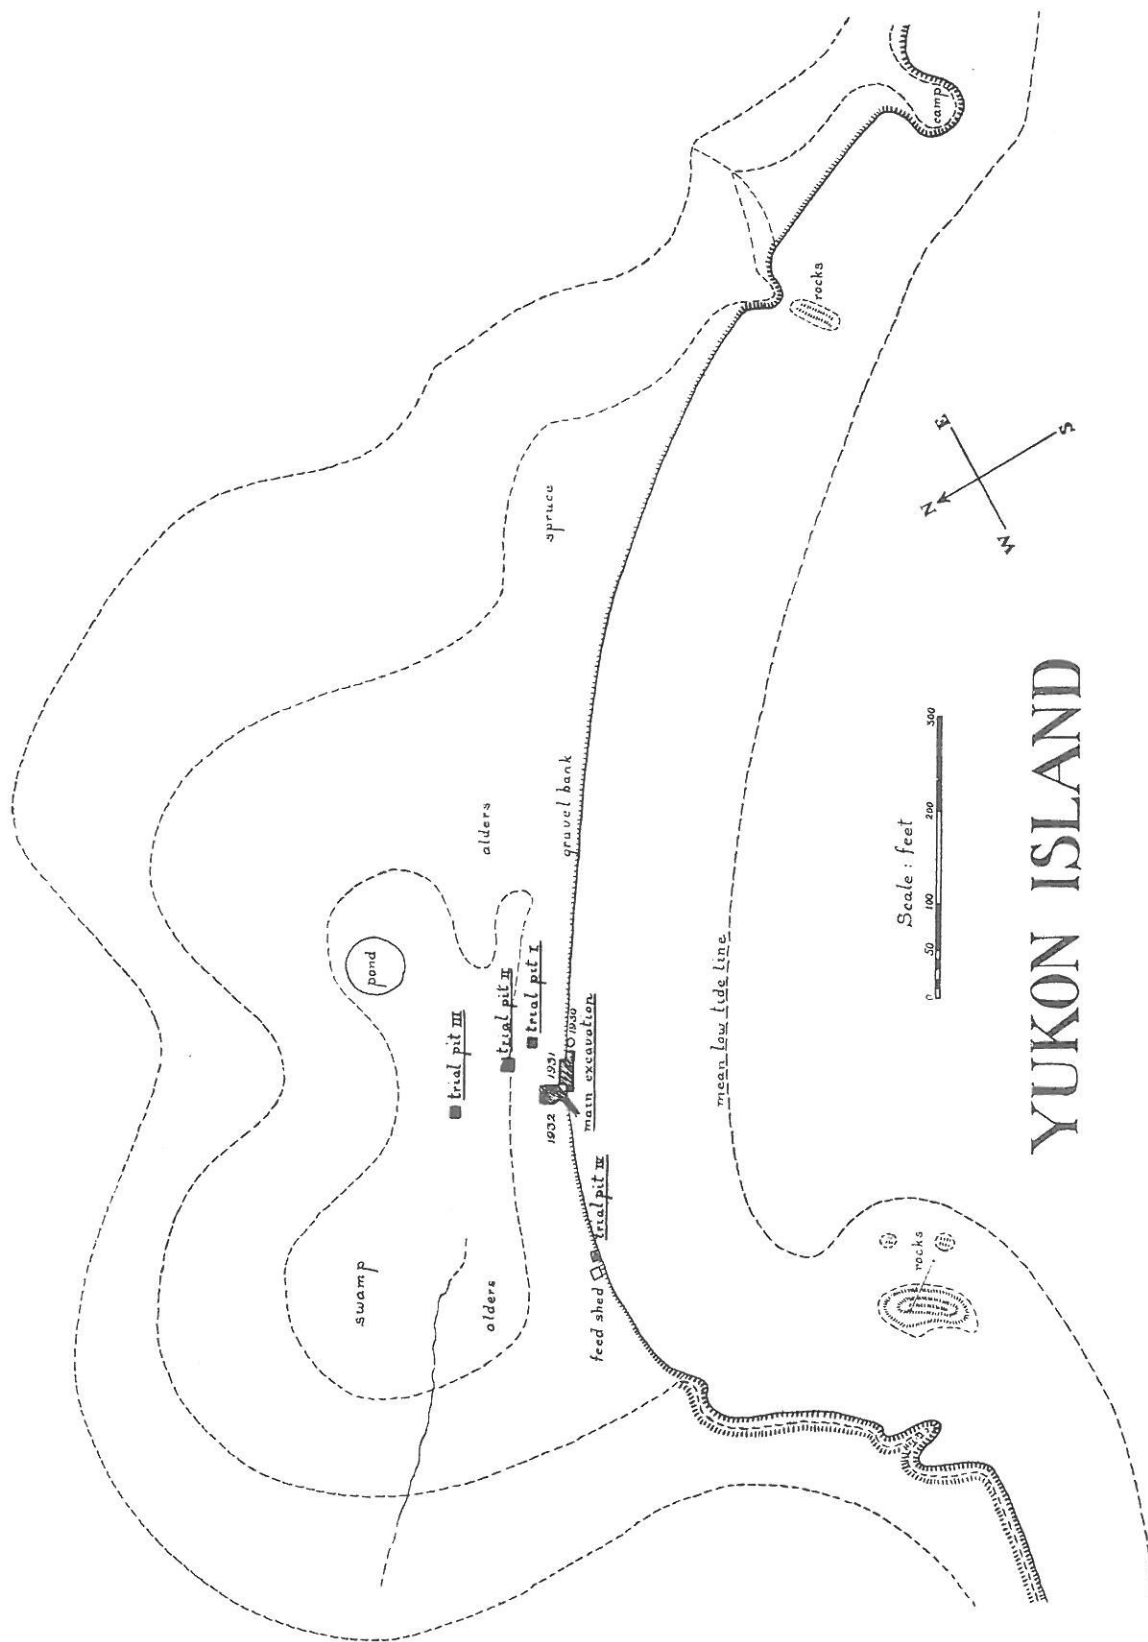 camp
rocks
spruce
E
N
S
W
alders
gravel bank
pond
trial pit III
trial pit II
trial pit I
1930
1931
1932
main excavation
mean low tide line
trial pit IV
feed shed
swamp
alders
rocks
Scale : feet
0 50 100 200 300
YUKON ISLAND